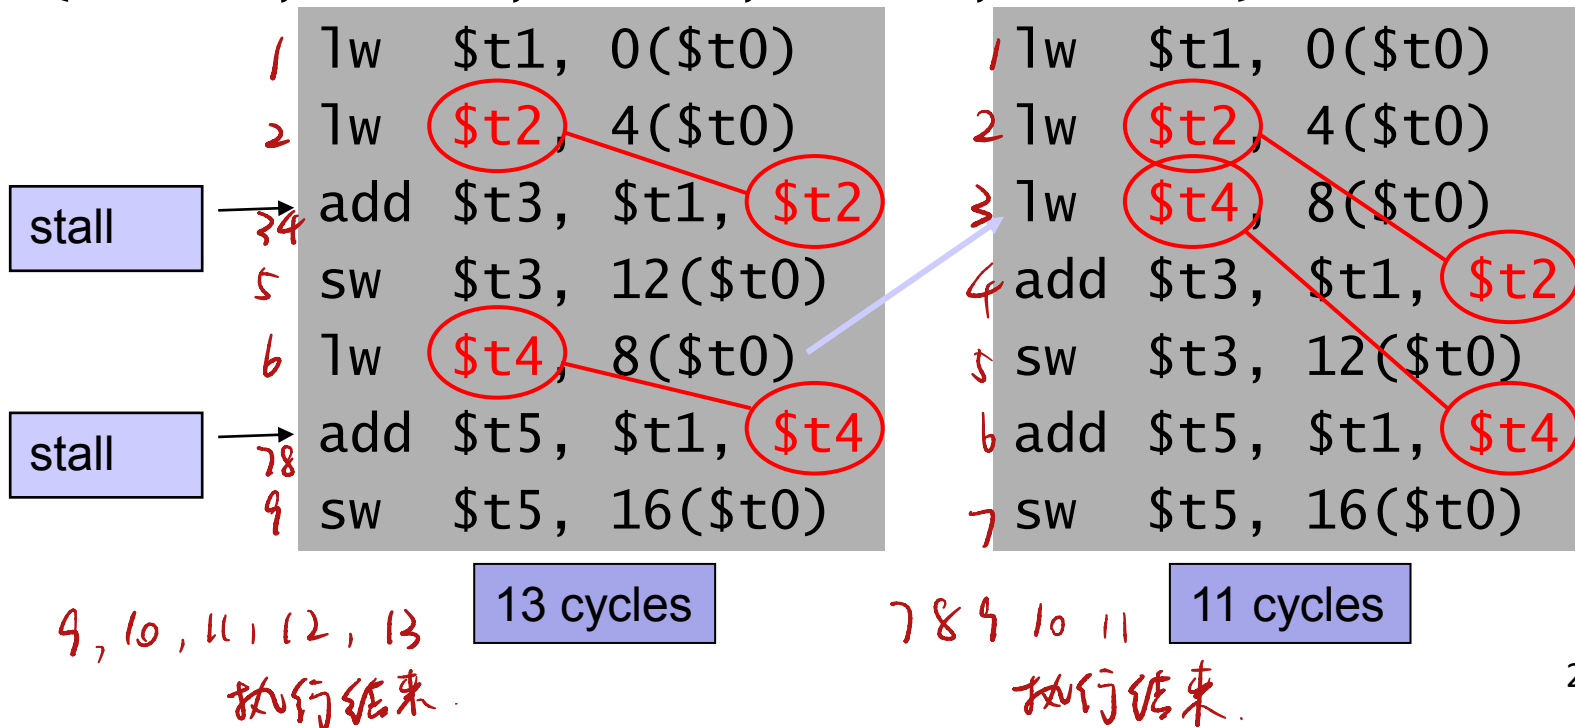 1 lw $t1, 0($t0)
2 lw $t2, 4($t0)
stall
34 add $t3, $t1, $t2
5 sw $t3, 12($t0)
6 lw $t4, 8($t0)
stall
78 add $t5, $t1, $t4
9 sw $t5, 16($t0)
13 cycles
9, 10, 11, 12, 13
执行结束.
1 lw $t1, 0($t0)
2 lw $t2, 4($t0)
3 lw $t4, 8($t0)
4 add $t3, $t1, $t2
5 sw $t3, 12($t0)
6 add $t5, $t1, $t4
7 sw $t5, 16($t0)
11 cycles
7 8 9 10 11
执行结束.